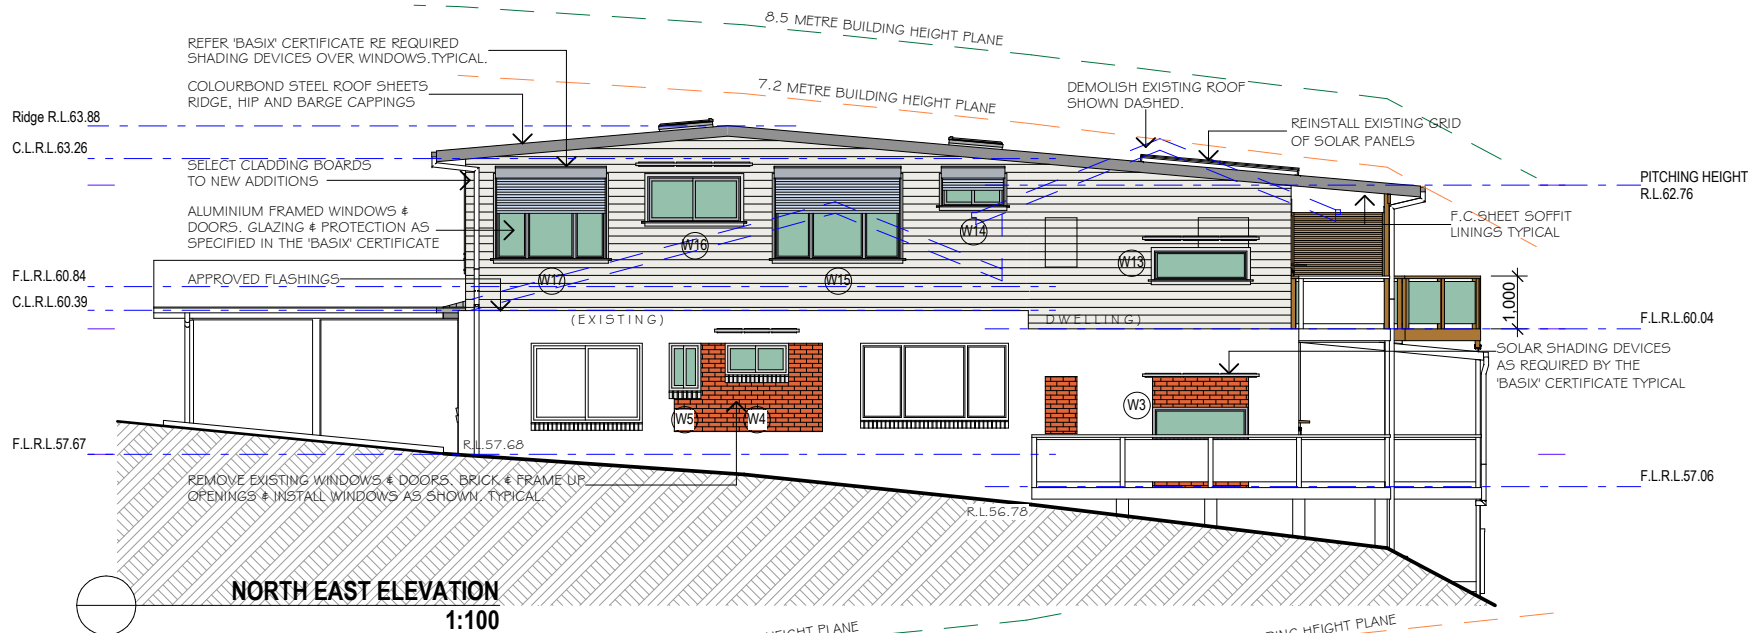 8.5 METRE BUILDING HEIGHT PLANE
REFER 'BASIX' CERTIFICATE RE REQUIRED
SHADING DEVICES OVER WINDOWS.TYPICAL.
COLOURBOND STEEL ROOF SHEETS
RIDGE, HIP AND BARGE CAPPINGS
7.2 METRE BUILDING HEIGHT PLANE
DEMOLISH EXISTING ROOF
SHOWN DASHED.
Ridge R.L.63.88
REINSTALL EXISTING GRID
OF SOLAR PANELS
C.L.R.L.63.26
SELECT CLADDING BOARDS
TO NEW ADDITIONS
PITCHING HEIGHT
R.L.62.76
ALUMINIUM FRAMED WINDOWS &
DOORS. GLAZING & PROTECTION AS
SPECIFIED IN THE 'BASIX' CERTIFICATE
F.C.SHEET SOFFIT
LININGS TYPICAL
W14
W16
W13
F.L.R.L.60.84
APPROVED FLASHINGS
W17
W15
C.L.R.L.60.39
1,000
(EXISTING)
DWELLING)
F.L.R.L.60.04
SOLAR SHADING DEVICES
AS REQUIRED BY THE
'BASIX' CERTIFICATE TYPICAL
W5
W4
W3
F.L.R.L.57.67
R.L.57.68
REMOVE EXISTING WINDOWS & DOORS. BRICK & FRAME UP
OPENINGS & INSTALL WINDOWS AS SHOWN. TYPICAL.
F.L.R.L.57.06
R.L.56.78
NORTH EAST ELEVATION
1:100
HEIGHT PLANE
HEIGHT PLANE